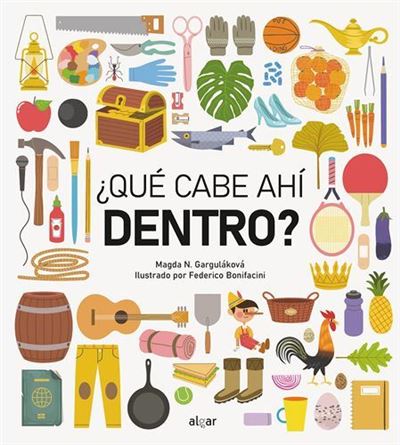 ¿QUÉ CABE AHÍ
DENTRO?
Magda N. Garguláková
Ilustrado por Federico Bonifacini
algar